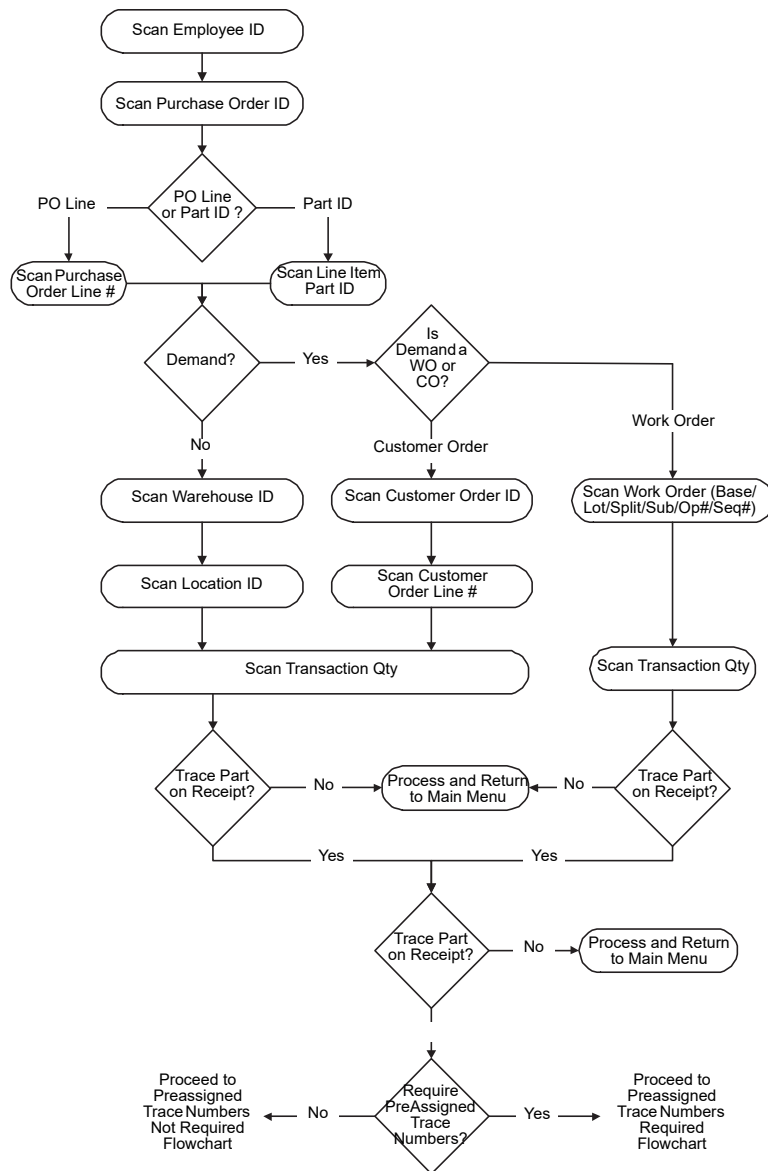 Scan Employee ID
Scan Purchase Order ID
PO Line
or Part ID ?
PO Line
Part ID
Scan Purchase
Order Line #
Scan Line Item
Part ID
Demand?
Yes
Is
Demand a
WO or
CO?
No
Customer Order
Work Order
Scan Warehouse ID
Scan Customer Order ID
Scan Work Order (Base/
Lot/Split/Sub/Op#/Seq#)
Scan Location ID
Scan Customer
Order Line #
Scan Transaction Qty
Scan Transaction Qty
Trace Part
on Receipt?
No
Process and Return
to Main Menu
No
Trace Part
on Receipt?
Yes
Yes
Trace Part
on Receipt?
No
Process and Return
to Main Menu
Proceed to
Preassigned
Trace Numbers
Not Required
Flowchart
No
Require
PreAssigned
Trace
Numbers?
Yes
Proceed to
Preassigned
Trace Numbers
Required
Flowchart